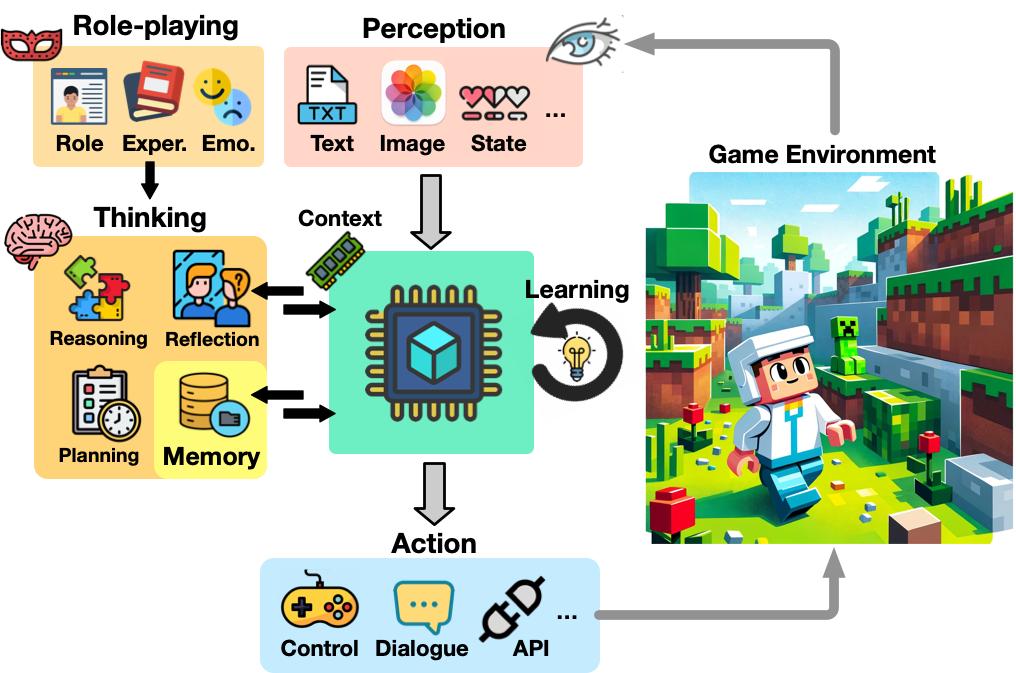 Role-playing
Role
Exper.
Emo.
Perception
TXT
Text
Image
State
...
Game Environment
Thinking
Reasoning
Reflection
Planning
Memory
Context
Learning
Action
Control
Dialogue
API
...